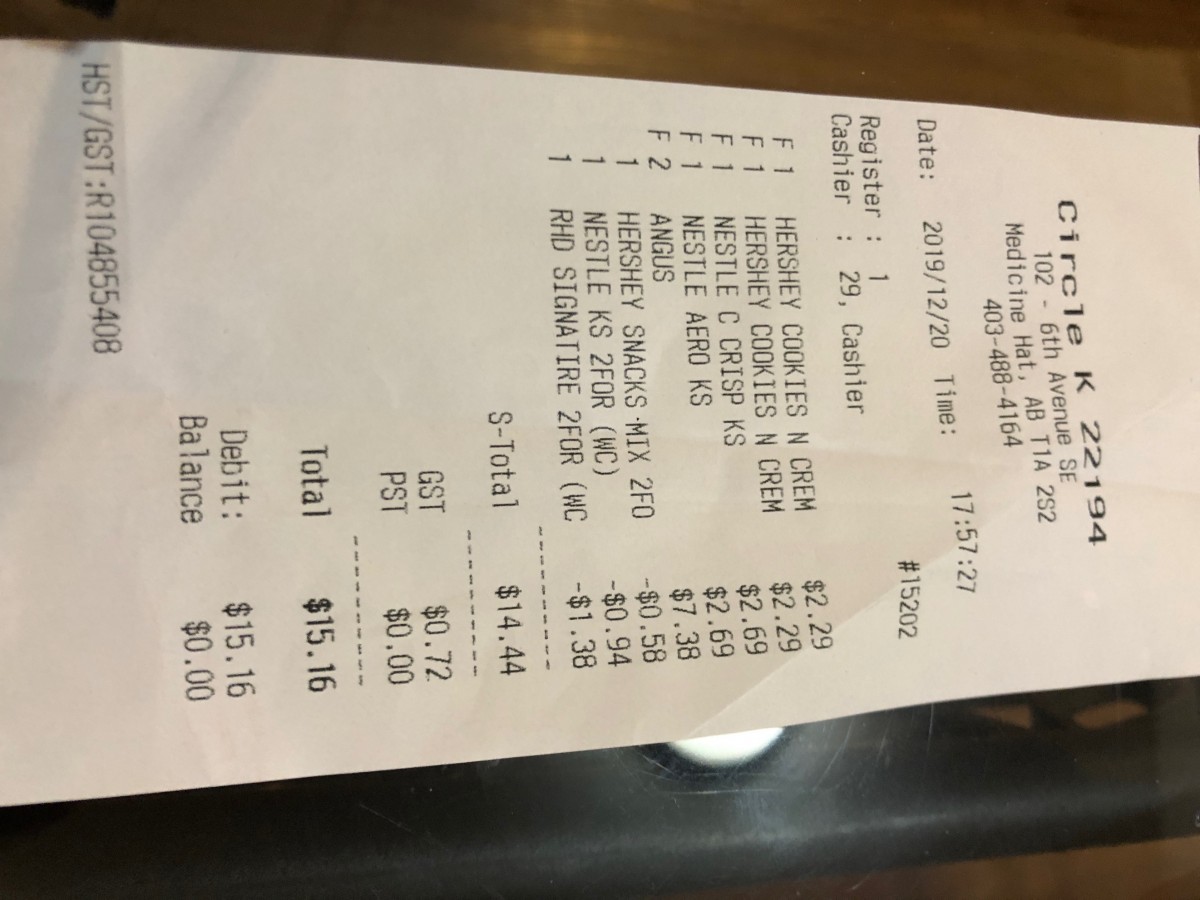 Circle K 22194
102 - 6th Avenue SE
Medicine Hat, AB T1A 2S2
403-488-4164
Date: 2019/12/20 Time: 17:57:27
#15202
Register : 1
Cashier : 29, Cashier
F 1 HERSHEY COOKIES N CREM $2.29
F 1 HERSHEY COOKIES N CREM $2.29
F 1 NESTLE C CRISP KS $2.69
F 1 NESTLE AERO KS $2.69
F 2 ANGUS $7.38
1 HERSHEY SNACKS -MIX 2FO -$0.58
1 NESTLE KS 2FOR (WC) -$0.94
1 RHD SIGNATIRE 2FOR (WC -$1.38
----------
S-Total $14.44
----------
GST $0.72
PST $0.00
----------
Total $15.16
Debit: $15.16
Balance $0.00
HST/GST:R104855408